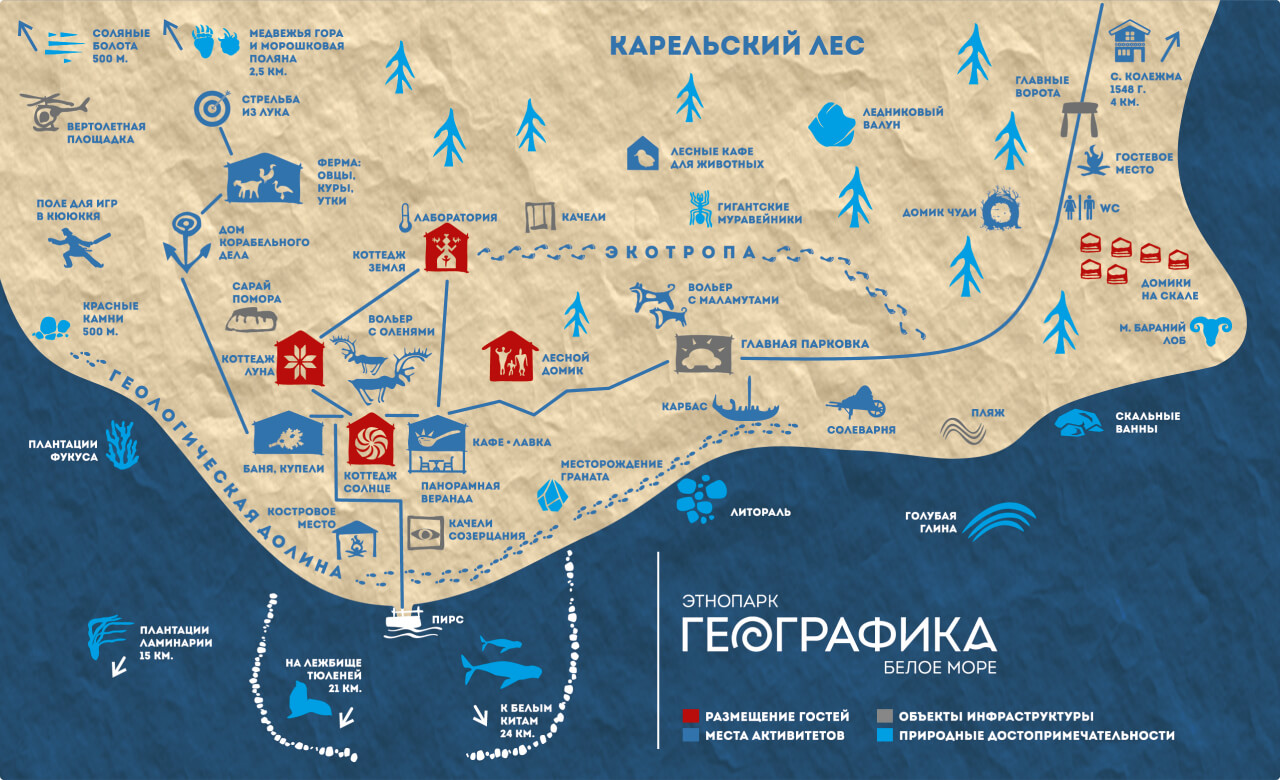 СОЛЯНЫЕ
БОЛОТА
500 М.
МЕДВЕЖЬЯ ГОРА
И МОРОШКОВАЯ
ПОЛЯНА
2,5 КМ.
КАРЕЛЬСКИЙ ЛЕС
С. КОЛЕЖМА
1548 Г.
4 КМ.
ГЛАВНЫЕ
ВОРОТА
СТРЕЛЬБА
ИЗ ЛУКА
ВЕРТОЛЕТНАЯ
ПЛОЩАДКА
ЛЕДНИКОВЫЙ
ВАЛУН
ЛЕСНЫЕ КАФЕ
ДЛЯ ЖИВОТНЫХ
ГОСТЕВОЕ
МЕСТО
ФЕРМА:
ОВЦЫ,
КУРЫ,
УТКИ
ПОЛЕ ДЛЯ ИГР
В КЮЮККЯ
ДОМ
КОРАБЕЛЬНОГО
ДЕЛА
ЛАБОРАТОРИЯ
КАЧЕЛИ
ГИГАНТСКИЕ
МУРАВЕЙНИКИ
ДОМИК ЧУДИ
WC
КОТТЕДЖ
ЗЕМЛЯ
ЭКОТРОПА
САРАЙ
ПОМОРА
ВОЛЬЕР
С МАЛАМУТАМИ
ДОМИКИ
НА СКАЛЕ
КРАСНЫЕ
КАМНИ
500 М.
ВОЛЬЕР
С ОЛЕНЯМИ
М. БАРАНИЙ
ЛОБ
КОТТЕДЖ
ЛУНА
ЛЕСНОЙ
ДОМИК
ГЛАВНАЯ ПАРКОВКА
ГЕОЛОГИЧЕСКАЯ ДОЛИНА
КАРБАС
СОЛЕВАРНЯ
ПЛЯЖ
СКАЛЬНЫЕ
ВАННЫ
ПЛАНТАЦИИ
ФУКУСА
БАНЯ, КУПЕЛИ
КОТТЕДЖ
СОЛНЦЕ
КАФЕ • ЛАВКА
ПАНОРАМНАЯ
ВЕРАНДА
МЕСТОРОЖДЕНИЕ
ГРАНАТА
КОСТРОВОЕ
МЕСТО
КАЧЕЛИ
СОЗЕРЦАНИЯ
ЛИТОРАЛЬ
ГОЛУБАЯ
ГЛИНА
ПИРС
ПЛАНТАЦИИ
ЛАМИНАРИИ
15 КМ.
НА ЛЕЖБИЩЕ
ТЮЛЕНЕЙ
21 КМ.
К БЕЛЫМ
КИТАМ
24 КМ.
ЭТНОПАРК
ГЕОГРАФИКА
БЕЛОЕ МОРЕ
РАЗМЕЩЕНИЕ ГОСТЕЙ
МЕСТА АКТИВИТЕТОВ
ОБЪЕКТЫ ИНФРАСТРУКТУРЫ
ПРИРОДНЫЕ ДОСТОПРИМЕЧАТЕЛЬНОСТИ